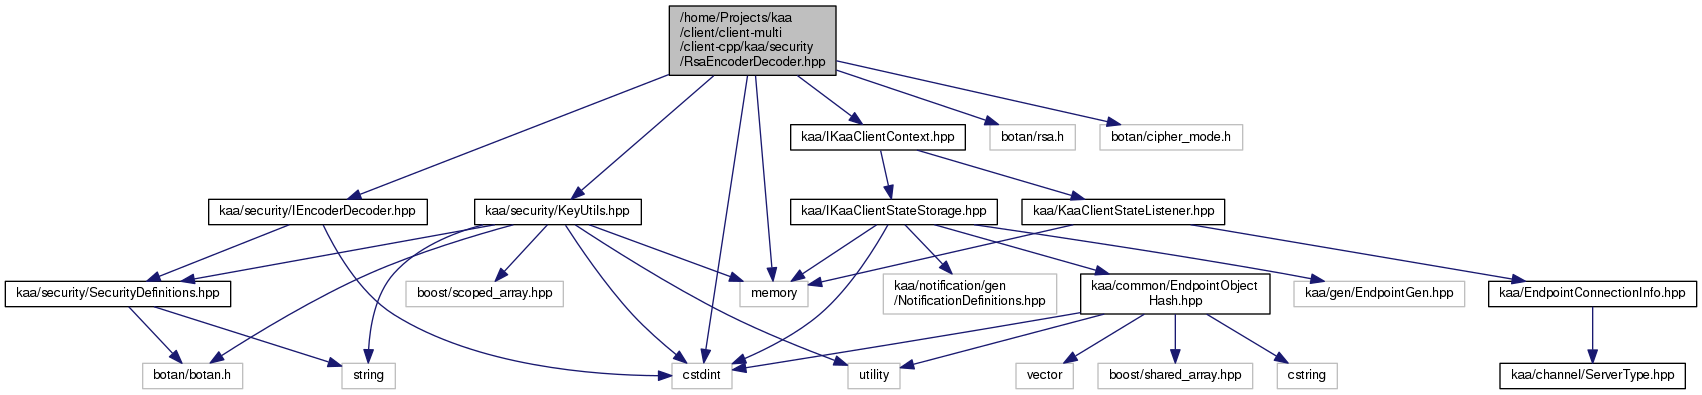 /home/Projects/kaa
/client/client-multi
/client-cpp/kaa/security
/RsaEncoderDecoder.hpp
kaa/IKaaClientContext.hpp
botan/rsa.h
botan/cipher_mode.h
kaa/security/IEncoderDecoder.hpp
kaa/security/KeyUtils.hpp
kaa/IKaaClientStateStorage.hpp
kaa/KaaClientStateListener.hpp
kaa/security/SecurityDefinitions.hpp
boost/scoped_array.hpp
memory
kaa/notification/gen
/NotificationDefinitions.hpp
kaa/common/EndpointObject
Hash.hpp
kaa/gen/EndpointGen.hpp
kaa/EndpointConnectionInfo.hpp
botan/botan.h
string
cstdint
utility
vector
boost/shared_array.hpp
cstring
kaa/channel/ServerType.hpp